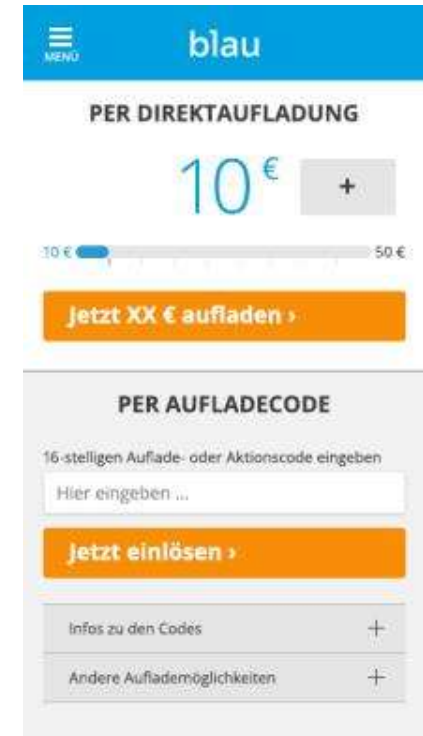 MENÜ
blau
PER DIREKTAUFLADUNG
10 €
+
10 €
50 €
Jetzt XX € aufladen ›
PER AUFLADECODE
16-stelligen Auflade- oder Aktionscode eingeben
Hier eingeben ...
Jetzt einlösen ›
Infos zu den Codes +
Andere Auflademöglichkeiten +